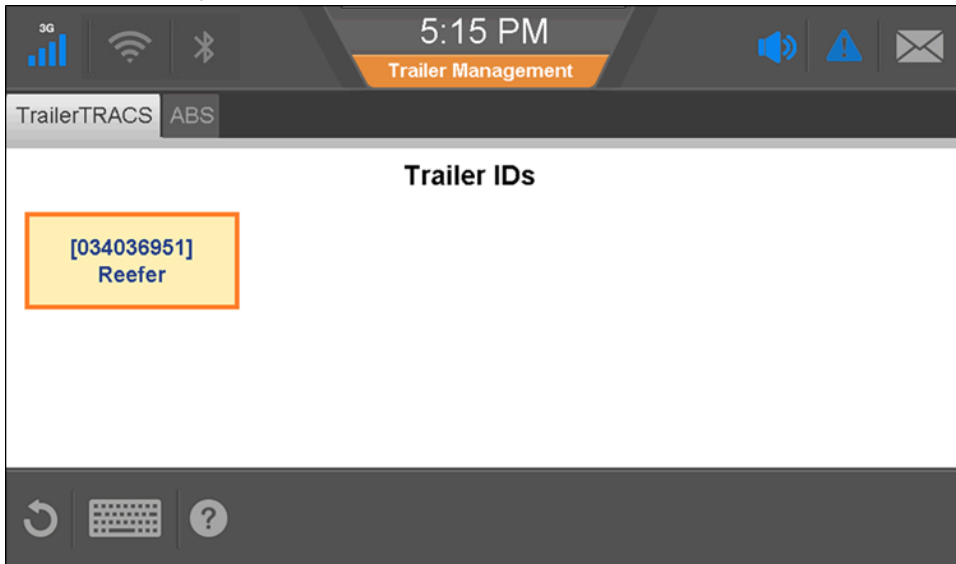 3G
5:15 PM
Trailer Management
TrailerTRACS ABS
Trailer IDs
[034036951]
Reefer
?